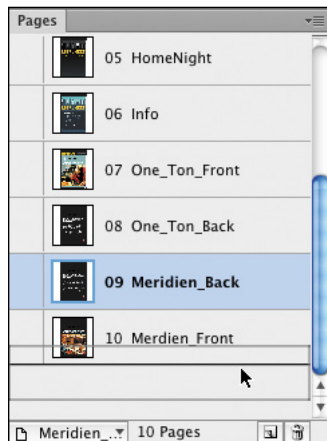 Pages
05 HomeNight
06 Info
07 One_Ton_Front
08 One_Ton_Back
09 Meridien_Back
10 Merdien_Front
Meridien_... 10 Pages